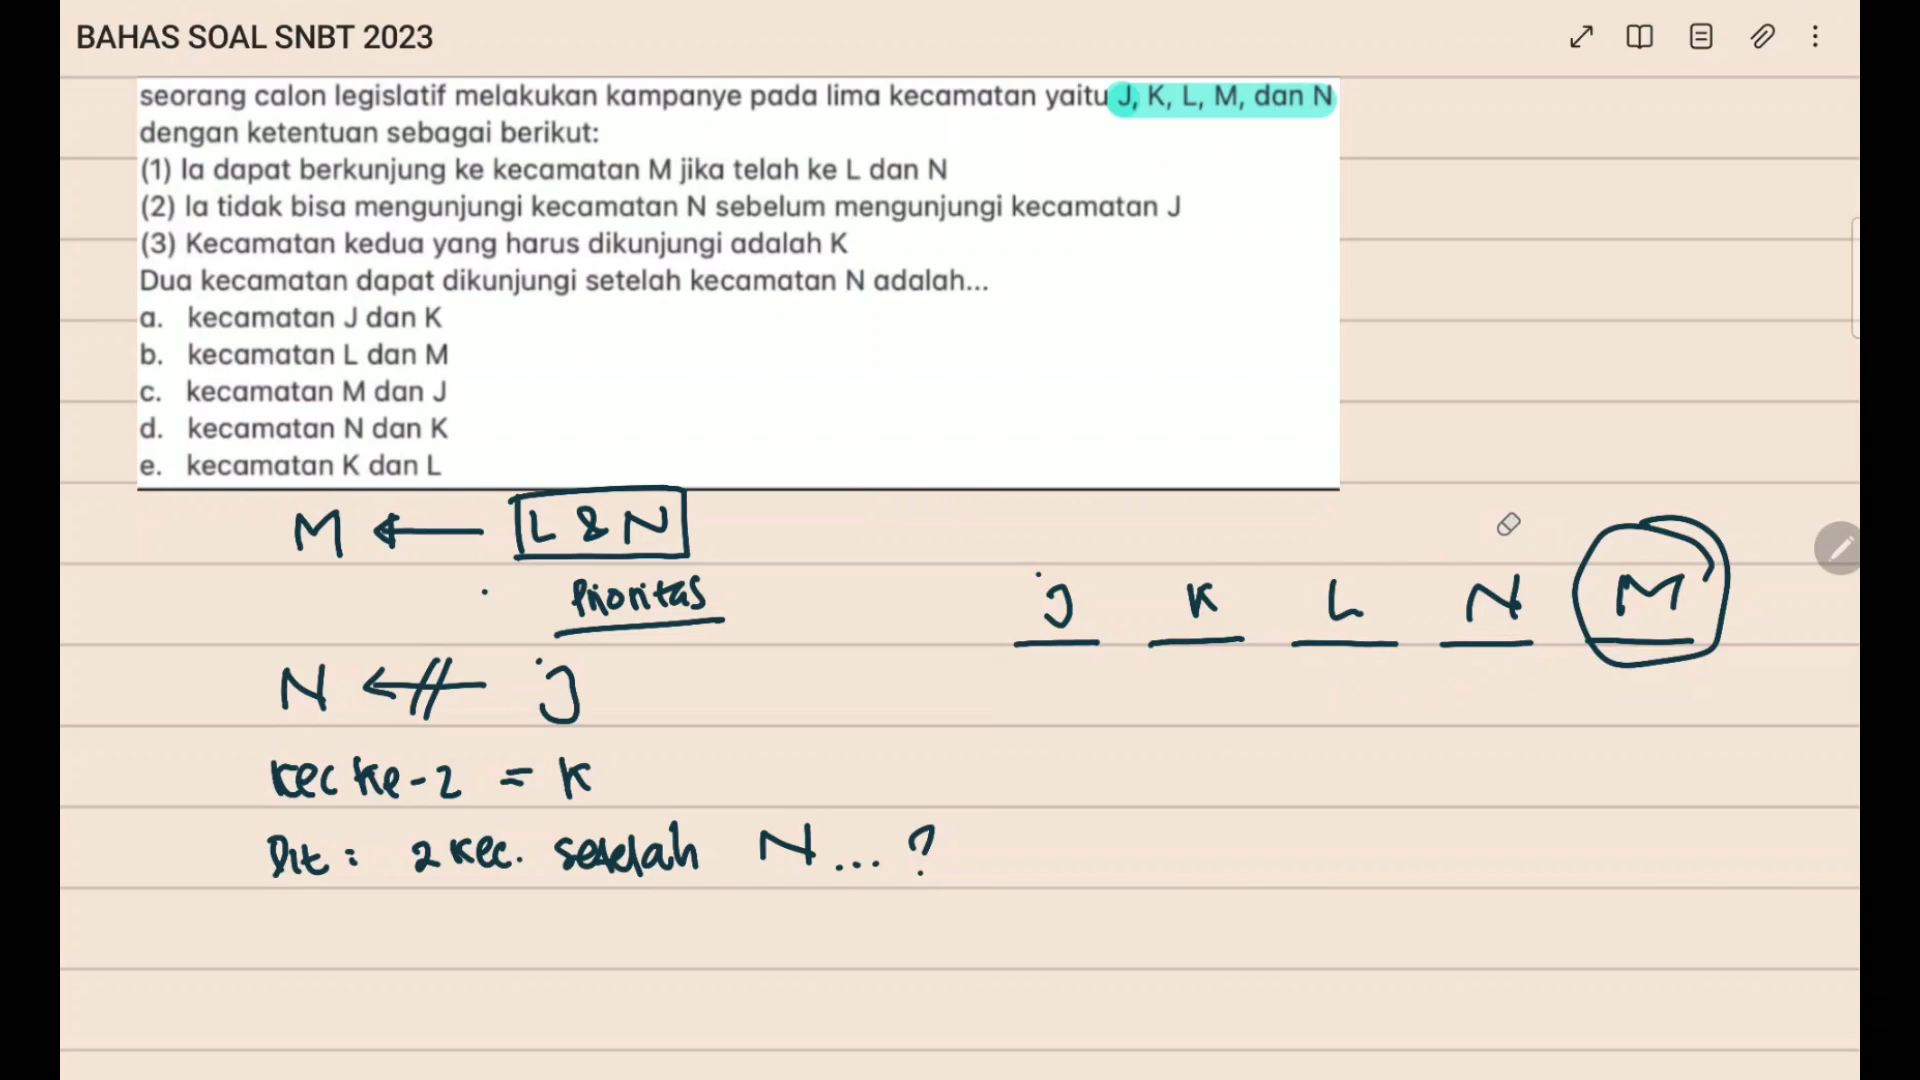 BAHAS SOAL SNBT 2023
seorang calon legislatif melakukan kampanye pada lima kecamatan yaitu J, K, L, M, dan N
dengan ketentuan sebagai berikut:
(1) Ia dapat berkunjung ke kecamatan M jika telah ke L dan N
(2) Ia tidak bisa mengunjungi kecamatan N sebelum mengunjungi kecamatan J
(3) Kecamatan kedua yang harus dikunjungi adalah K
Dua kecamatan dapat dikunjungi setelah kecamatan N adalah...
a. kecamatan J dan K
b. kecamatan L dan M
c. kecamatan M dan J
d. kecamatan N dan K
e. kecamatan K dan L
M ← L & N
Prioritas
J K L N M
N ← J
Kec Ke-2 = K
Dit : 2 Kec. setelah N ... ?